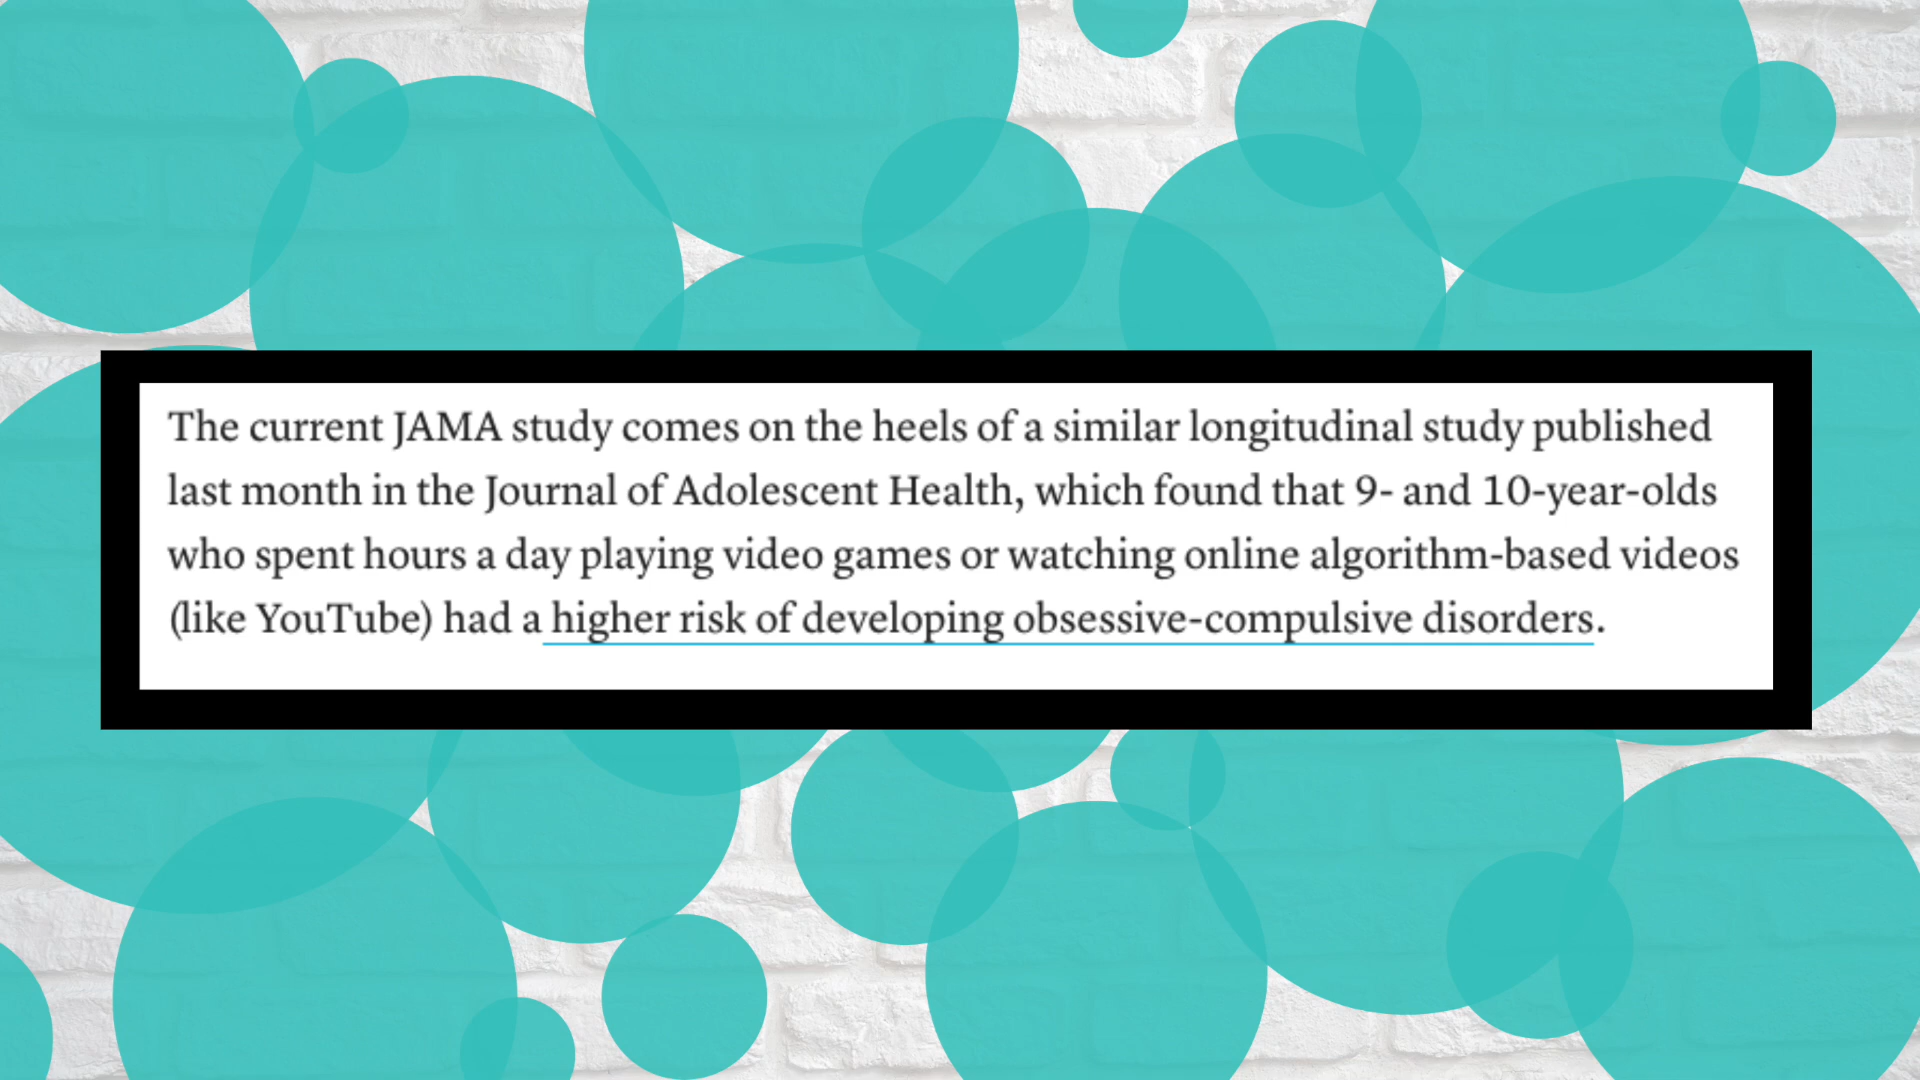 The current JAMA study comes on the heels of a similar longitudinal study published
last month in the Journal of Adolescent Health, which found that 9- and 10-year-olds
who spent hours a day playing video games or watching online algorithm-based videos
(like YouTube) had a higher risk of developing obsessive-compulsive disorders.